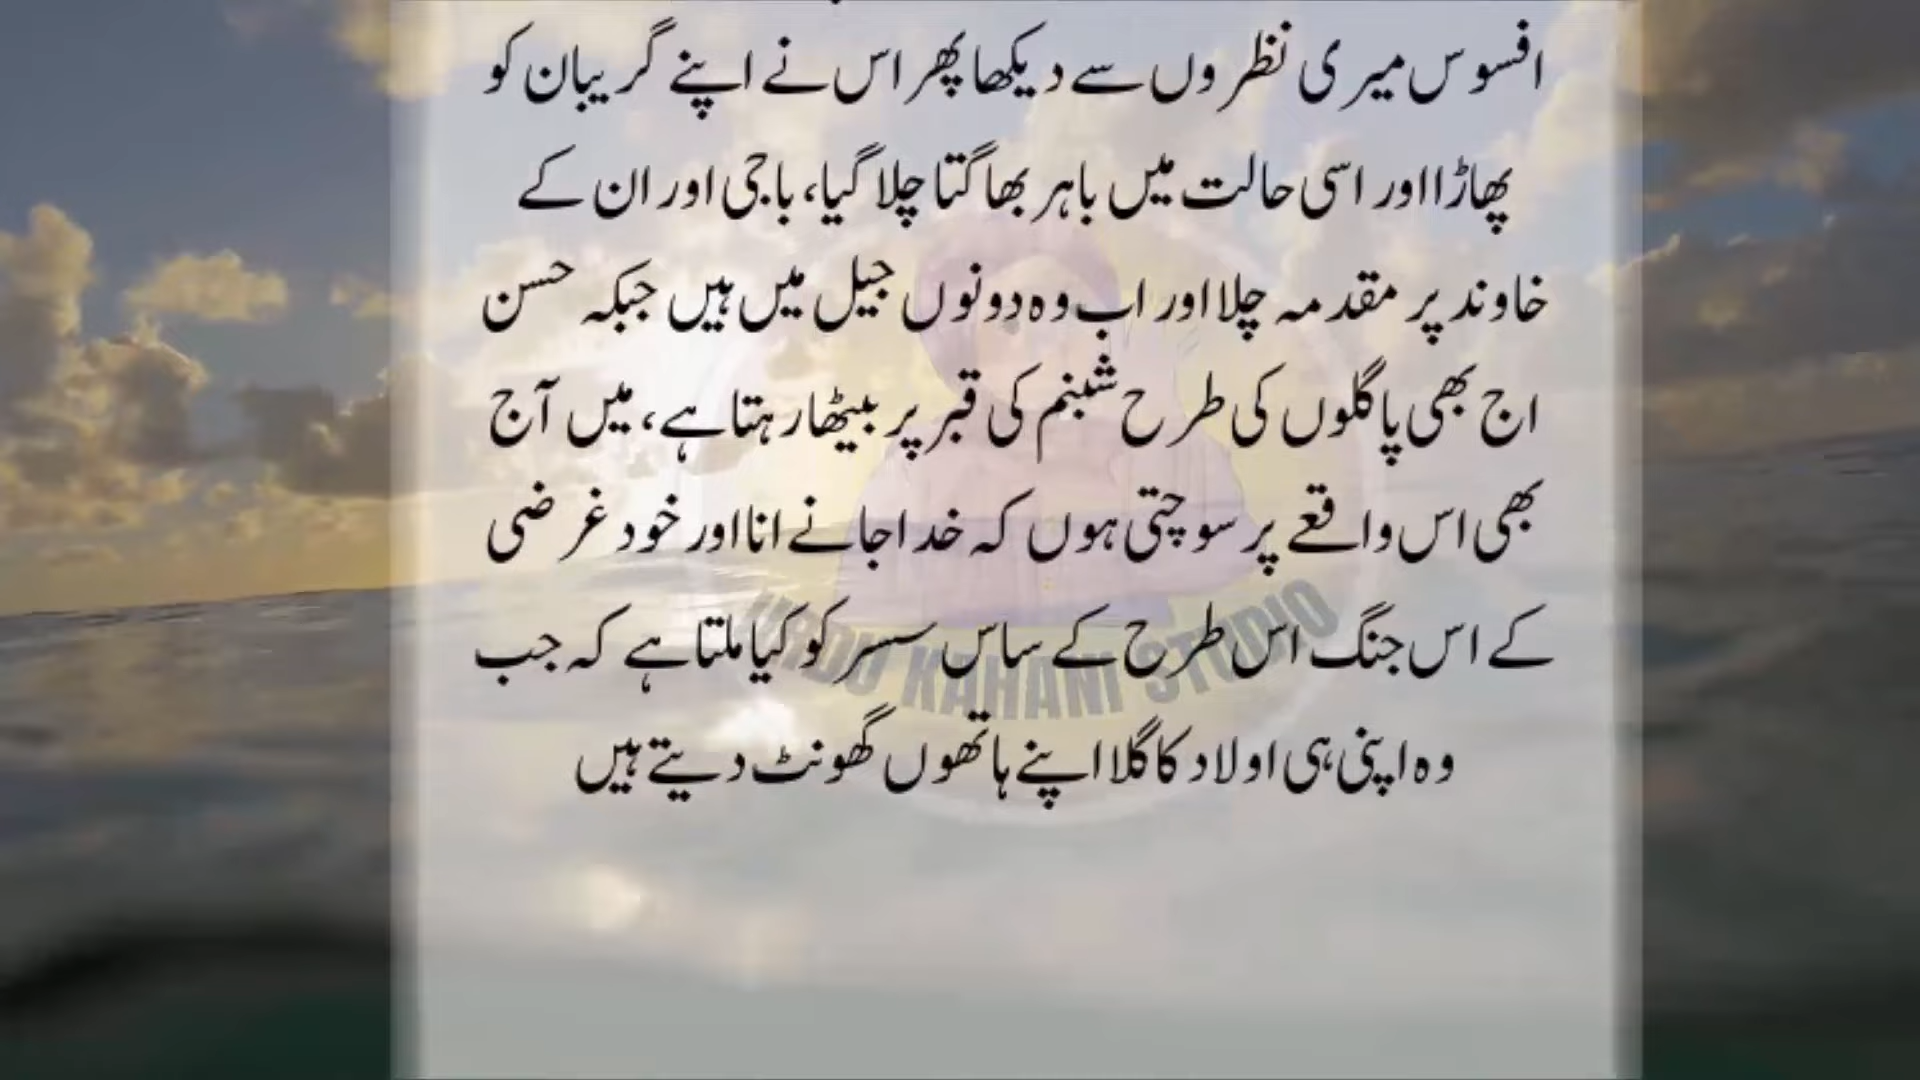 افسوس میری نظروں سے دیکھا پھر اس نے اپنے گریبان کو
پھاڑا اور اسی حالت میں باہر بھاگتا چلا گیا، باجی اور ان کے
خاوند پر مقدمہ چلا اور اب وہ دونوں جیل میں ہیں جبکہ حسن
اج بھی پاگلوں کی طرح شبنم کی قبر پر بیٹھا رہتا ہے، میں آج
بھی اس واقعے پر سوچتی ہوں کہ خدا جانے انا اور خود غرضی
کے اس جنگ اس طرح کے ساس سسر کو کیا ملتا ہے کہ جب
وہ اپنی ہی اولاد کا گلا اپنے ہاتھوں گھونٹ دیتے ہیں
URDU KAHANI STUDIO